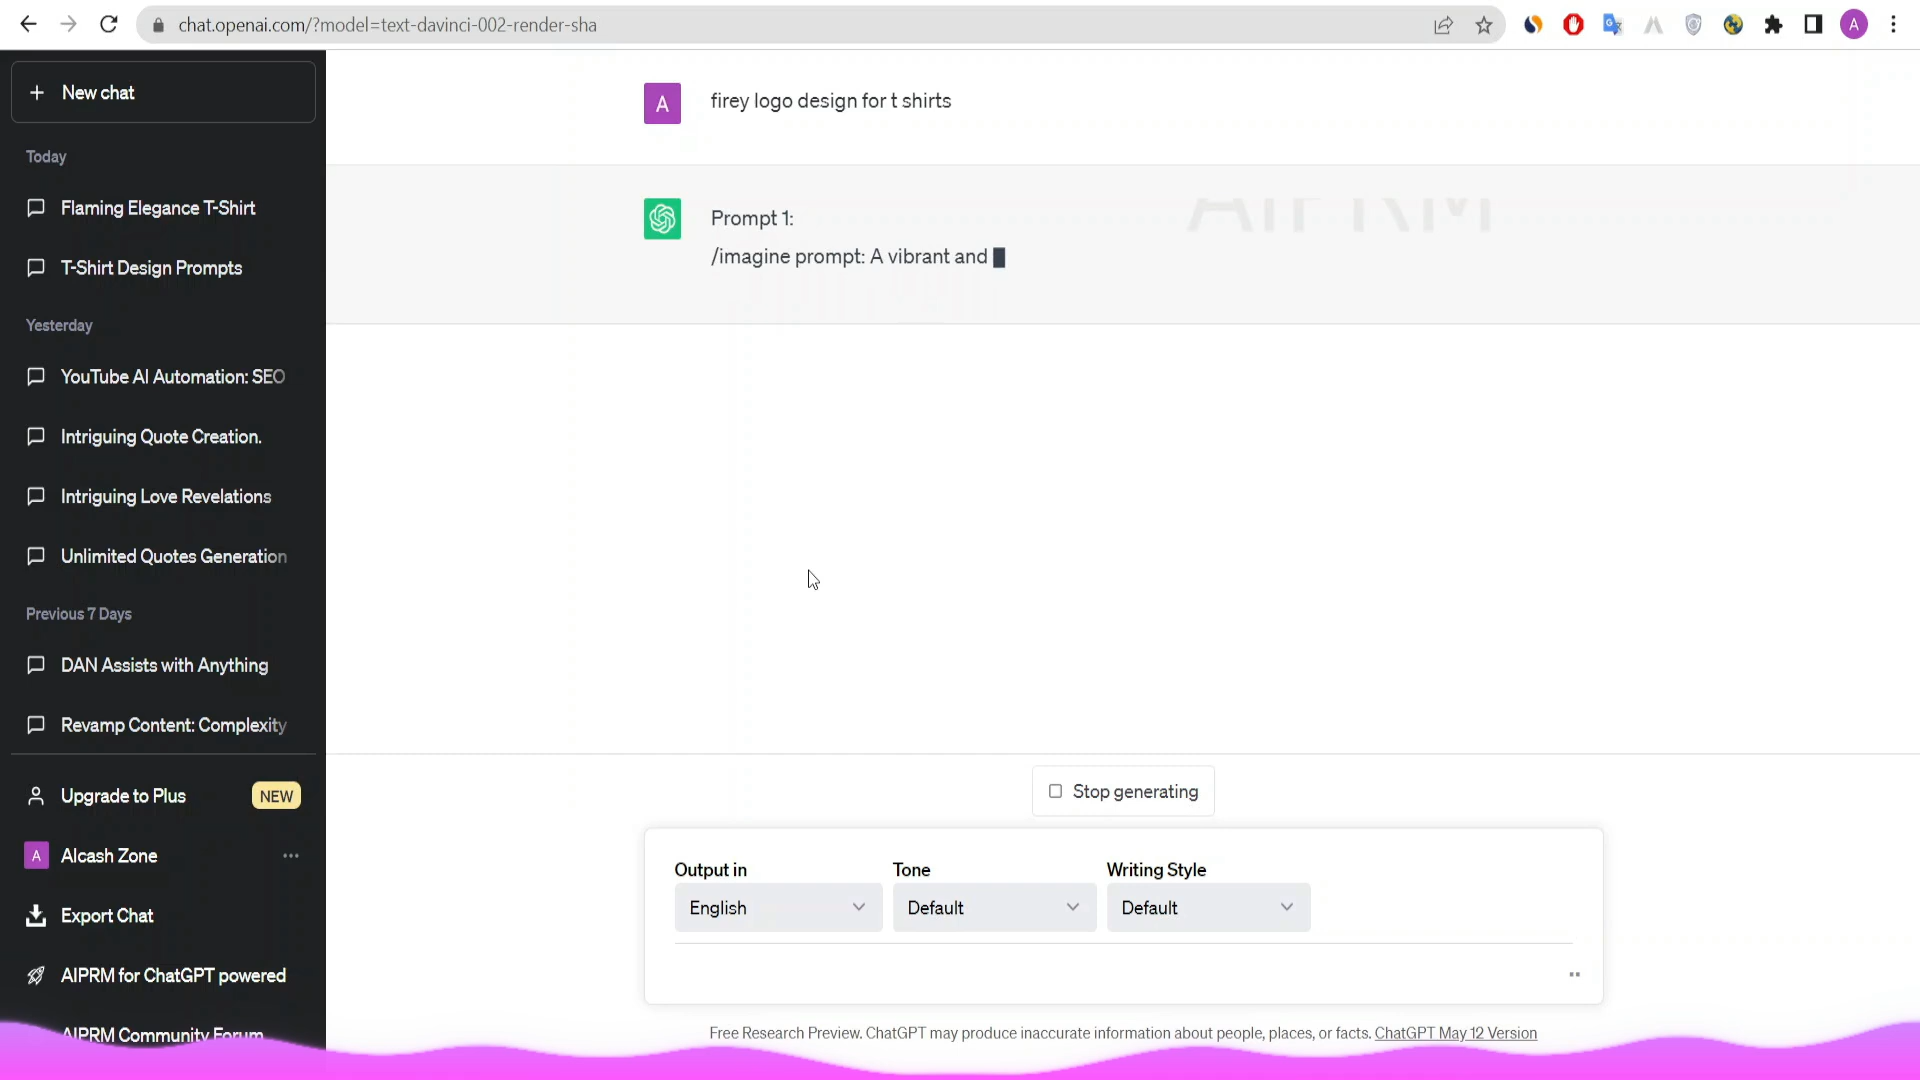 chat.openai.com/?model=text-davinci-002-render-sha
A
New chat
Today
Flaming Elegance T-Shirt
T-Shirt Design Prompts
Yesterday
YouTube AI Automation: SEO
Intriguing Quote Creation.
Intriguing Love Revelations
Unlimited Quotes Generation
Previous 7 Days
DAN Assists with Anything
Revamp Content: Complexity
Upgrade to Plus NEW
A Alcash Zone
Export Chat
AIPRM for ChatGPT powered
AIPRM Community Forum
A firey logo design for t shirts
AIPRM
Prompt 1:
/imagine prompt: A vibrant and
Stop generating
Output in Tone Writing Style
English Default Default
Free Research Preview. ChatGPT may produce inaccurate information about people, places, or facts. ChatGPT May 12 Version